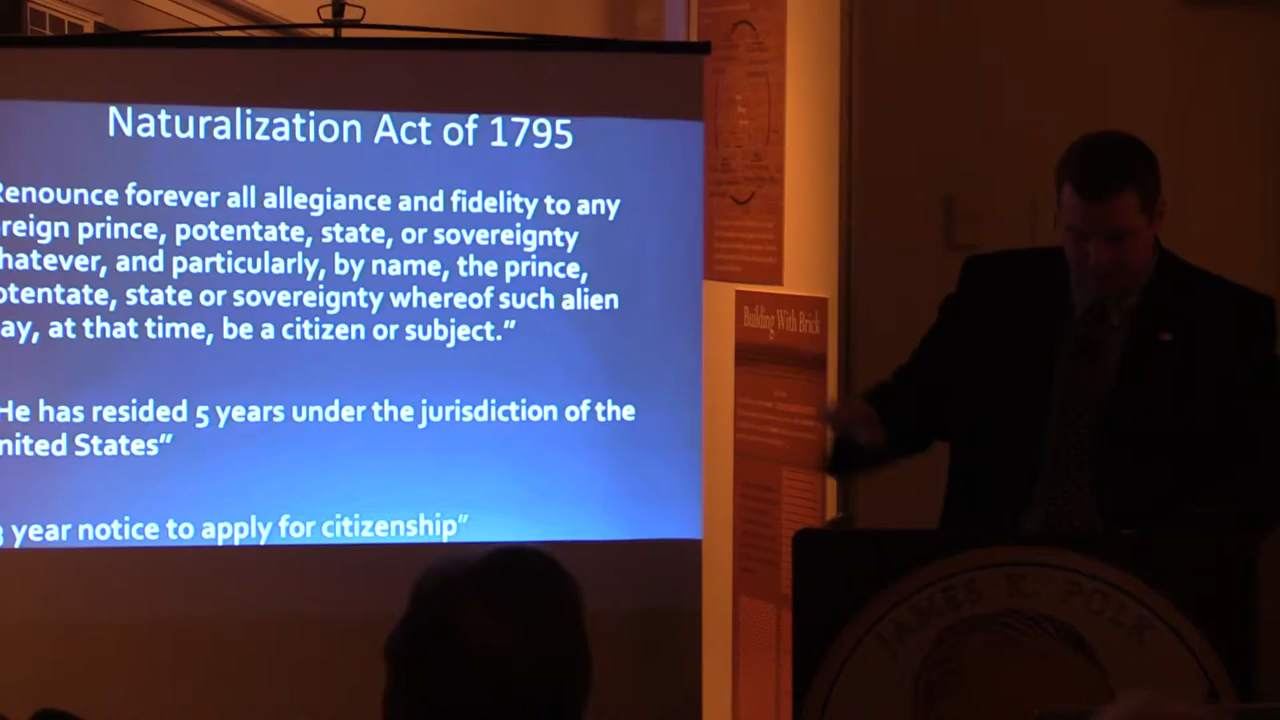 Naturalization Act of 1795
Renounce forever all allegiance and fidelity to any
reign prince, potentate, state, or sovereignty
hatever, and particularly, by name, the prince,
otentate, state or sovereignty whereof such alien
ay, at that time, be a citizen or subject.”
He has resided 5 years under the jurisdiction of the
nited States”
3 year notice to apply for citizenship”
Building With Brick
JAMES K. POLK